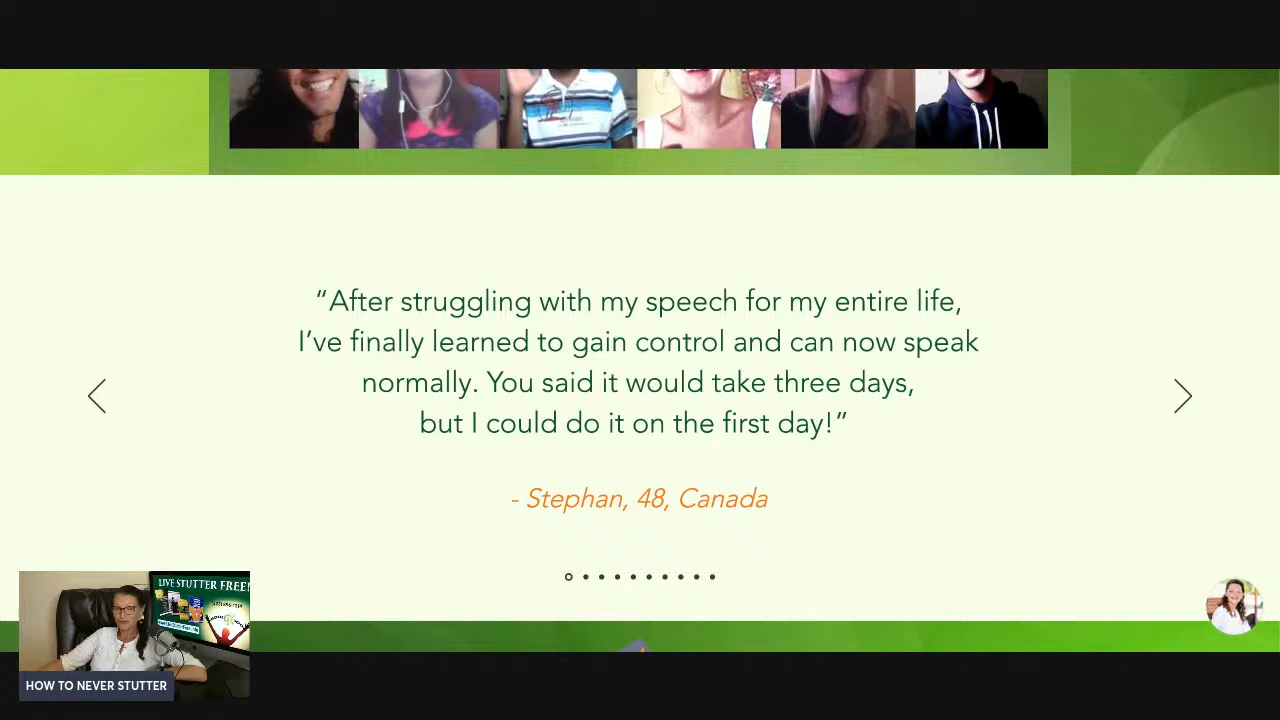 “After struggling with my speech for my entire life,
I’ve finally learned to gain control and can now speak
normally. You said it would take three days,
but I could do it on the first day!”
- Stephan, 48, Canada
LIVE STUTTER FREE
HOW TO NEVER STUTTER